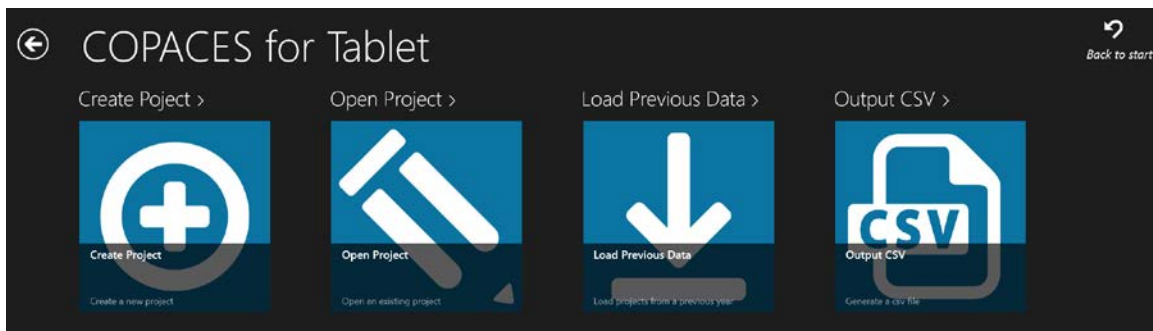 COPACES for Tablet
Back to start
Create Poject >
Open Project >
Load Previous Data >
Output CSV >
CSV
Create Project
Create a new project
Open Project
Open an existing project
Load Previous Data
Load projects from a previous year
Output CSV
Generate a csv file